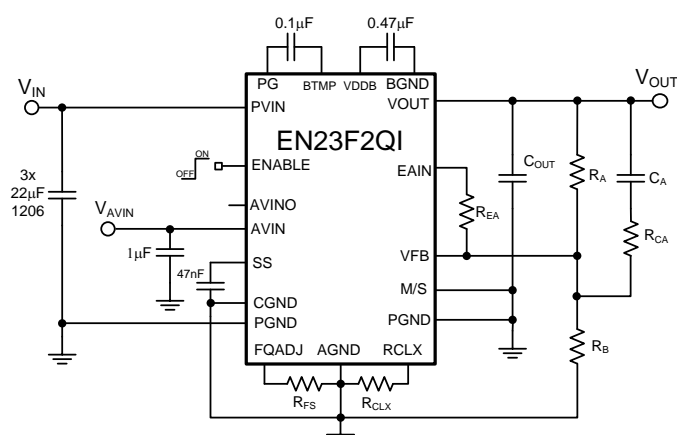 0.1µF
0.47µF
PG
BTMP
VDDB
BGND
VIN
VOUT
PVIN
VOUT
EN23F2QI
3x
22µF
1206
ON
OFF
ENABLE
EAIN
COUT
RA
CA
REA
RCA
AVINO
VAVIN
AVIN
1µF
47nF
SS
VFB
CGND
M/S
PGND
PGND
FQADJ
AGND
RCLX
RB
RFS
RCLX